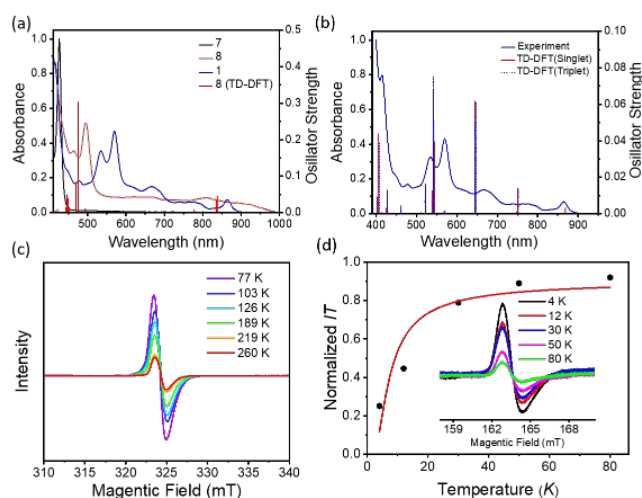 (a)
1.0
0.8
0.6
0.4
0.2
0.0
Absorbance
7
8
1
8 (TD-DFT)
0.5
0.4
0.3
0.2
0.1
0.0
Osillator Strength
500 600 700 800 900 1000
Wavelength (nm)
(b)
1.0
0.8
0.6
0.4
0.2
0.0
Absorbance
Experiment
TD-DFT(Singlet)
TD-DFT(Triplet)
0.10
0.08
0.06
0.04
0.02
0.00
Osillator Strength
400 500 600 700 800 900
Wavelength (nm)
(c)
Intensity
77 K
103 K
126 K
189 K
219 K
260 K
310 315 320 325 330 335 340
Magentic Field (mT)
(d)
1.0
0.8
0.6
0.4
0.2
0.0
Normalized IT
4 K
12 K
30 K
50 K
80 K
159 162 165 168
Magentic Field (mT)
0 20 40 60 80
Temperature (K)